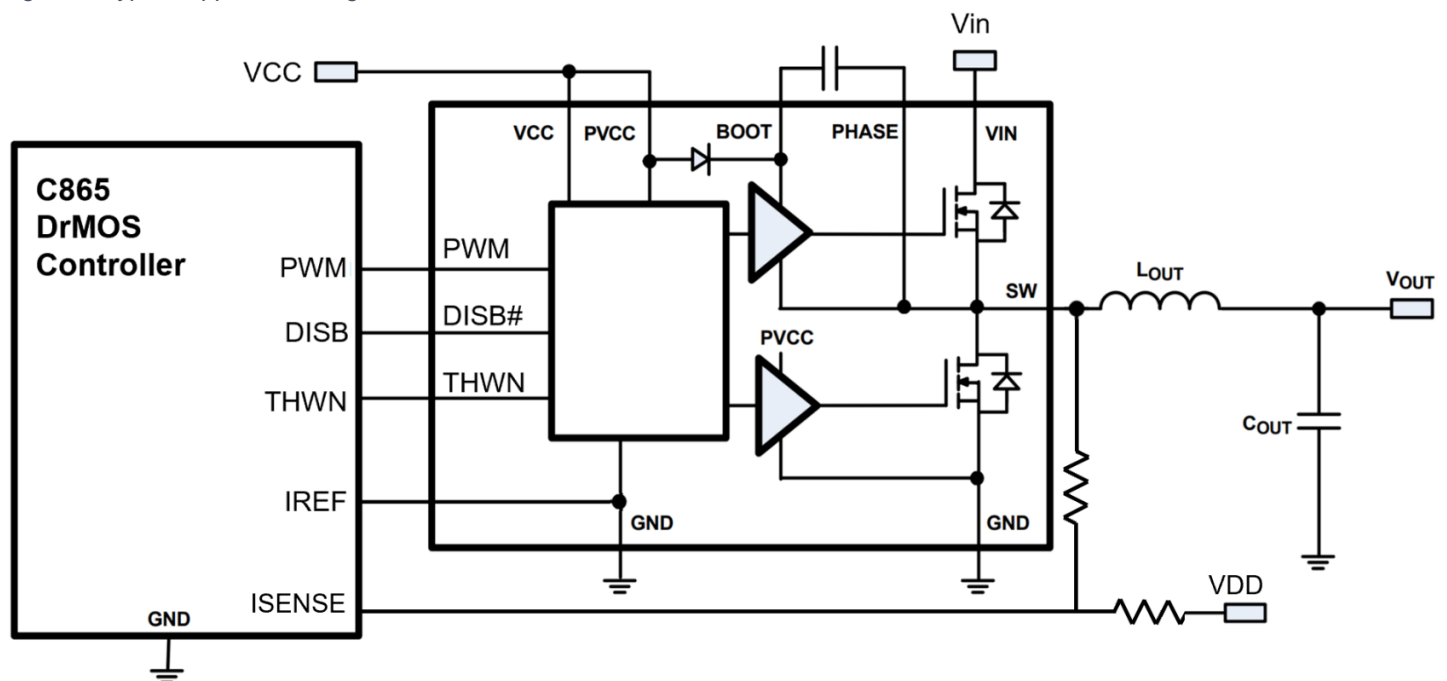 Vin
VCC
VCC PVCC BOOT PHASE VIN
C865
DrMOS
Controller
PWM
PWM
DISB
DISB#
THWN
THWN
SW
LOUT
VOUT
PVCC
COUT
IREF
GND
GND
ISENSE
VDD
GND